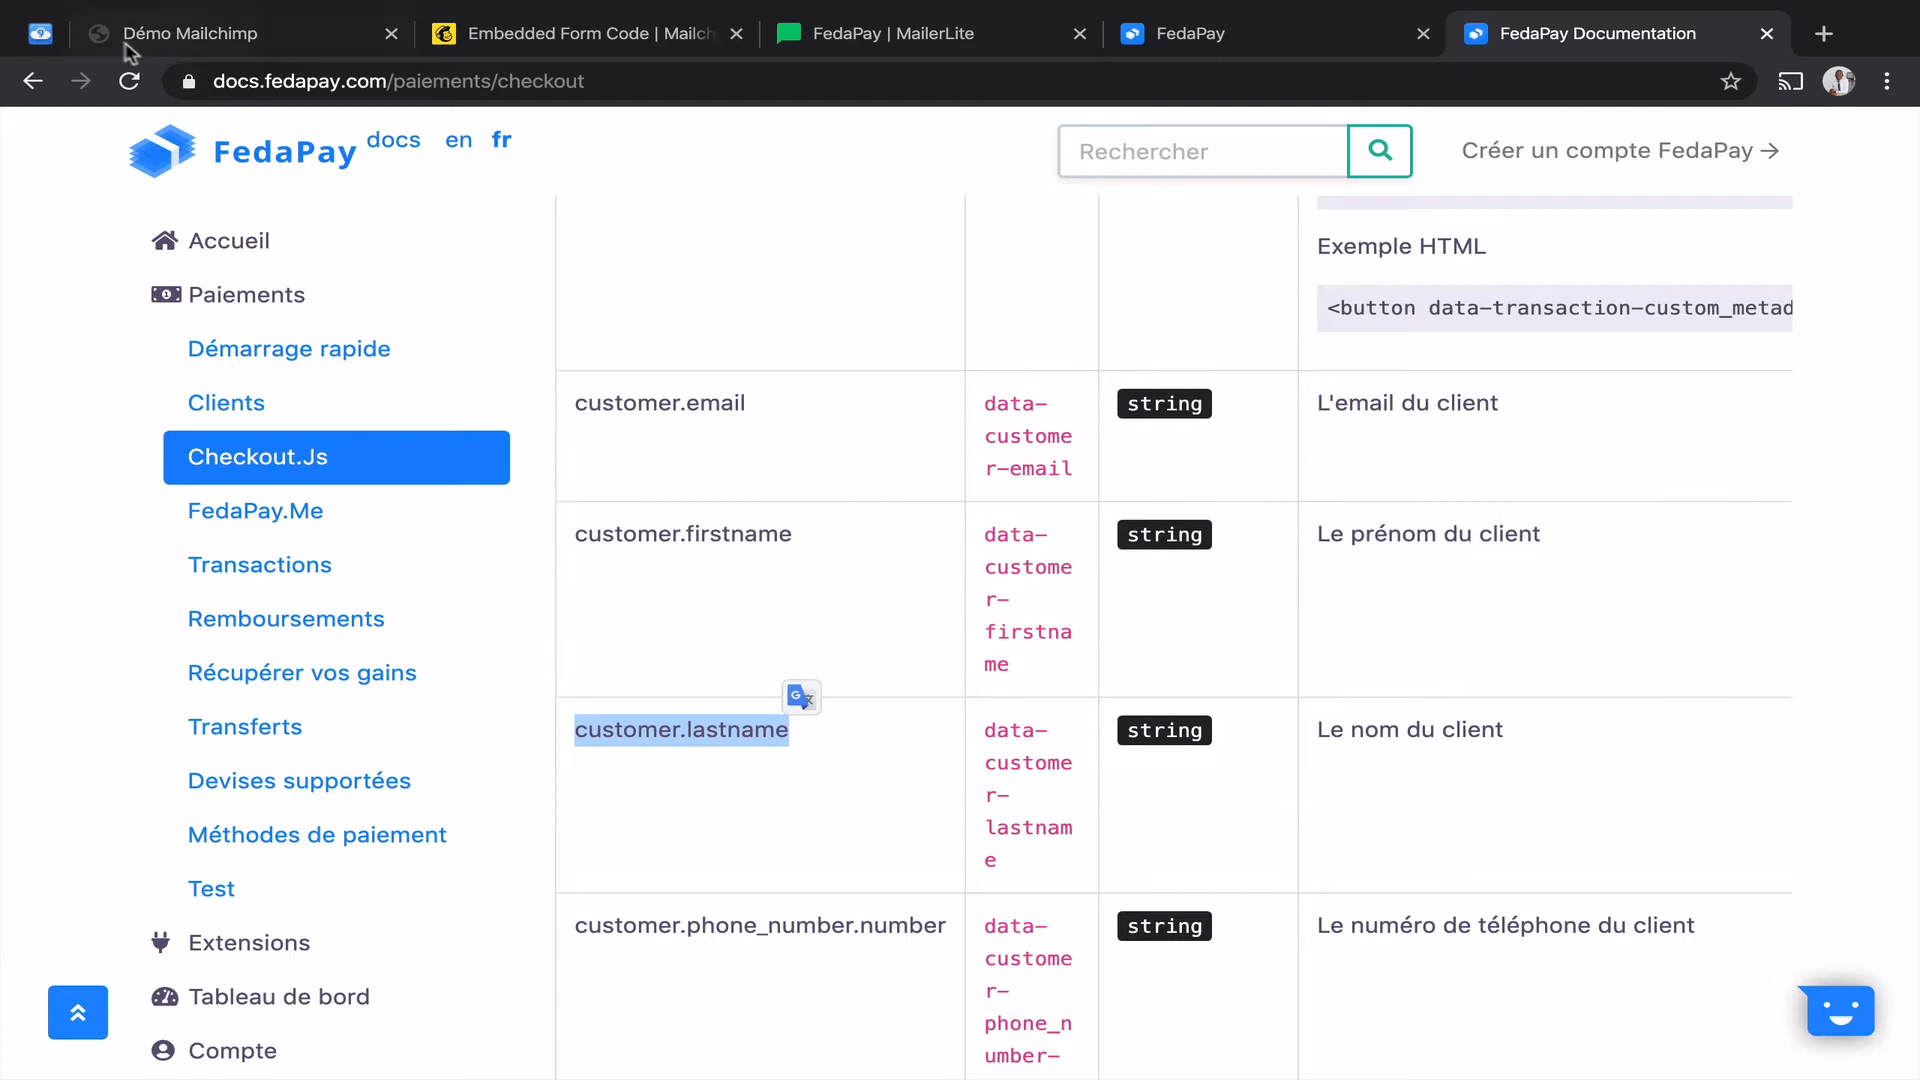 Démo Mailchimp
Embedded Form Code | Mailch
FedaPay | MailerLite
FedaPay
FedaPay Documentation
docs.fedapay.com/paiements/checkout
FedaPay docs en fr
Rechercher
Créer un compte FedaPay →
Accueil
Paiements
Démarrage rapide
Clients
Checkout.Js
FedaPay.Me
Transactions
Remboursements
Récupérer vos gains
Transferts
Devises supportées
Méthodes de paiement
Test
Extensions
Tableau de bord
Compte
Exemple HTML
<button data-transaction-custom_metad
customer.email
data-
custome
r-email
string
L'email du client
customer.firstname
data-
custome
r-
firstna
me
string
Le prénom du client
customer.lastname
data-
custome
r-
lastnam
e
string
Le nom du client
customer.phone_number.number
data-
custome
r-
phone_n
umber-
string
Le numéro de téléphone du client